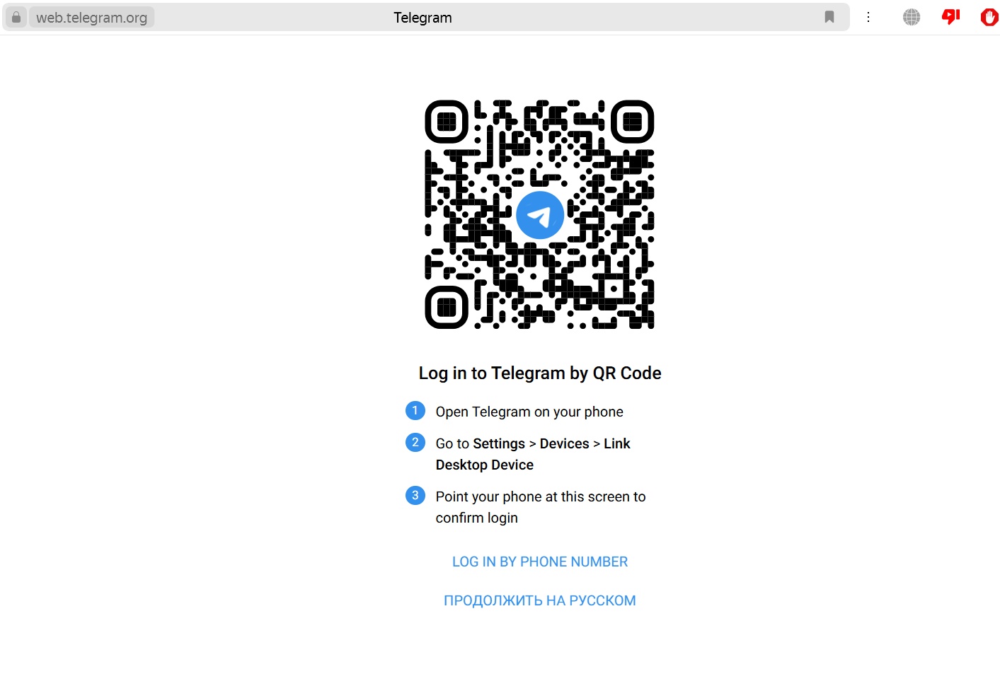 web.telegram.org
Telegram
Log in to Telegram by QR Code
1 Open Telegram on your phone
2 Go to Settings > Devices > Link
Desktop Device
3 Point your phone at this screen to
confirm login
LOG IN BY PHONE NUMBER
ПРОДОЛЖИТЬ НА РУССКОМ